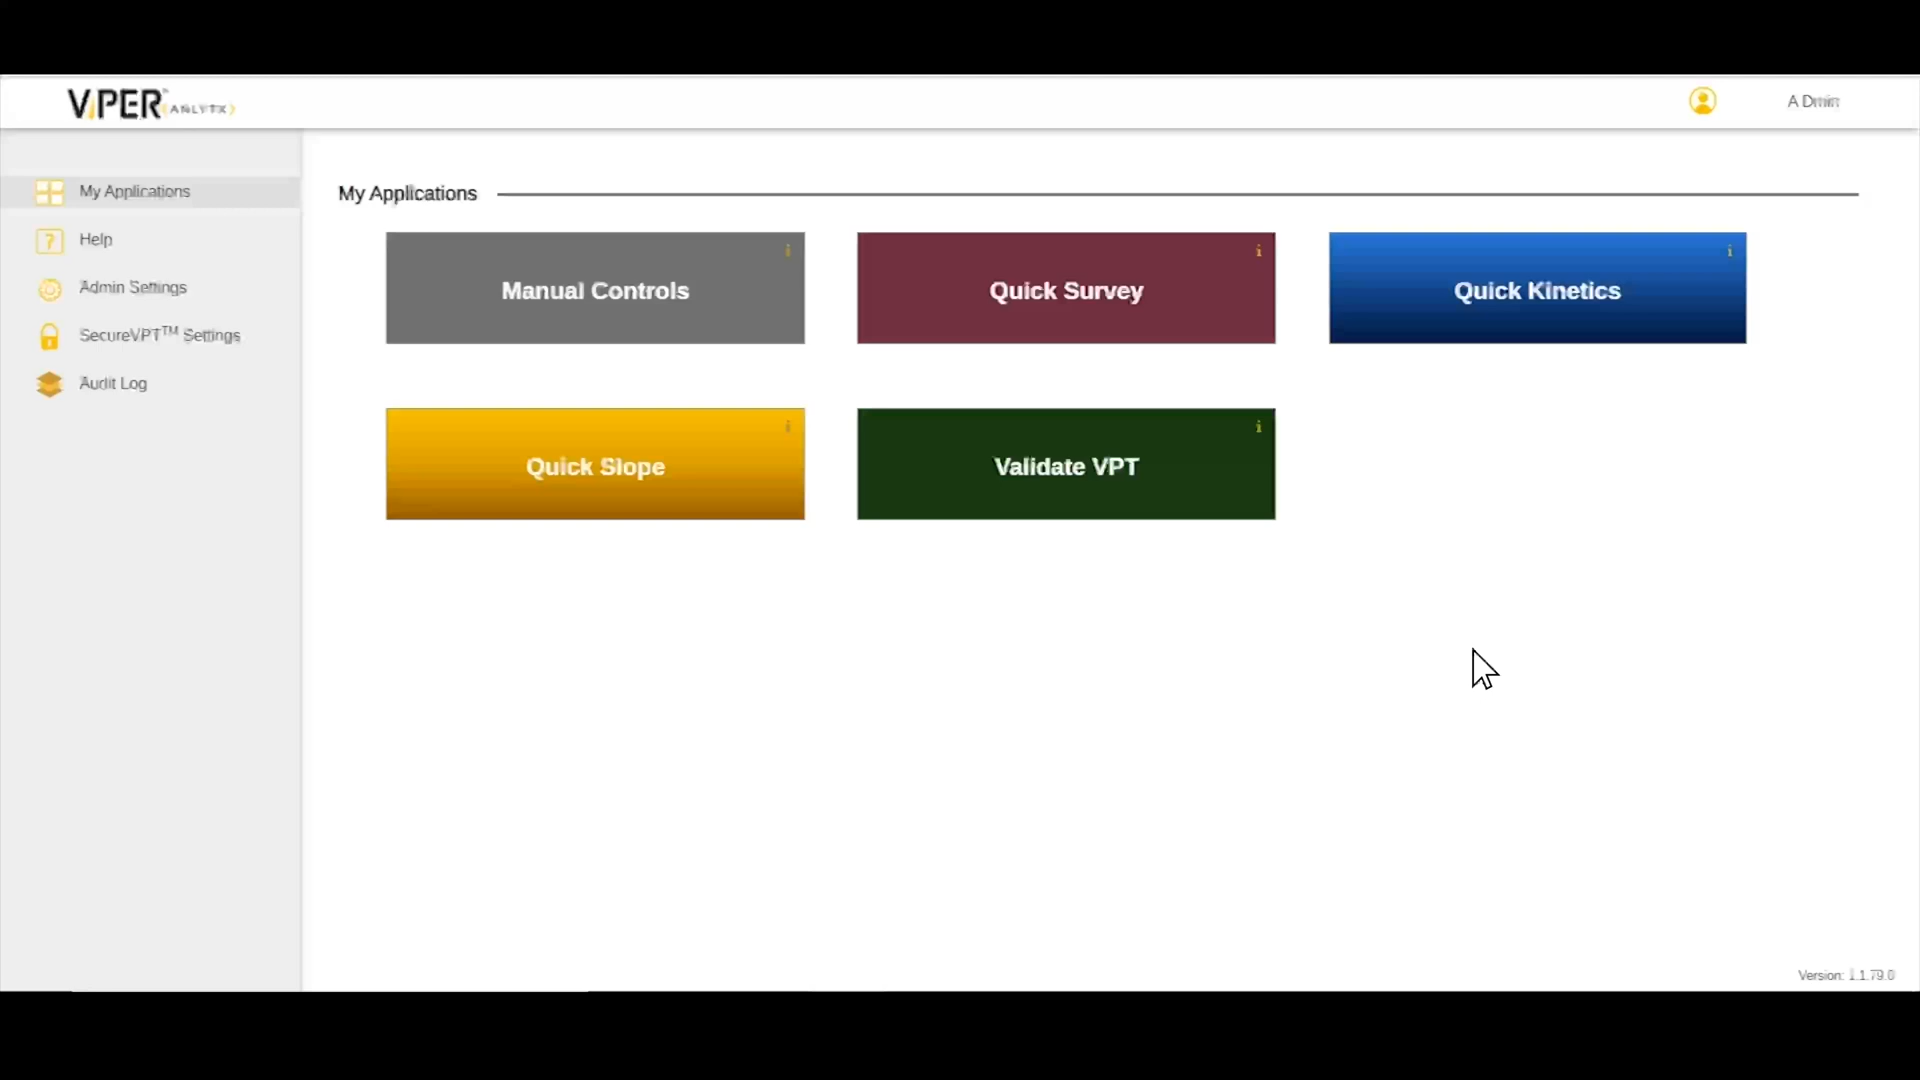 VIPER ANLYTX
A Dmin
My Applications
Help
Admin Settings
SecureVPT™ Settings
Audit Log
My Applications
Manual Controls
i
Quick Survey
i
Quick Kinetics
i
Quick Slope
i
Validate VPT
i
Version: 1.1.79.0